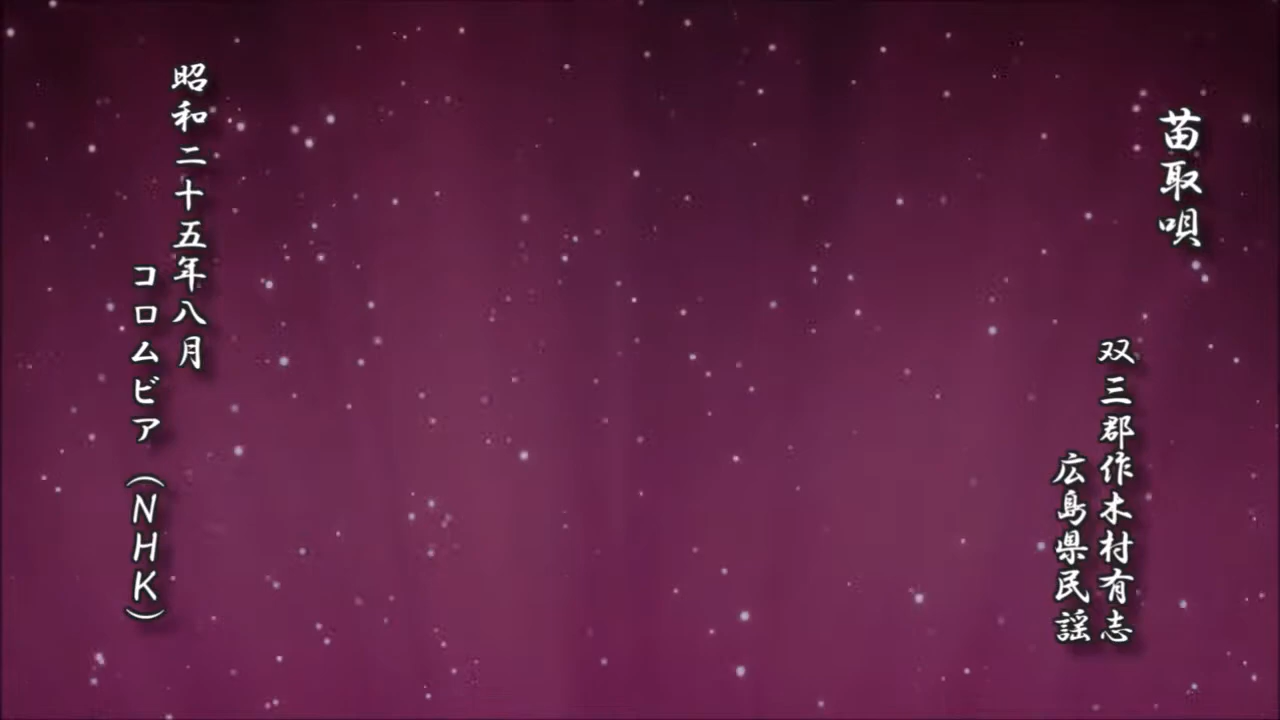 苗取唄
双三郡作木村有志
広島県民謡
昭和二十五年八月
コロムビア（NHK）